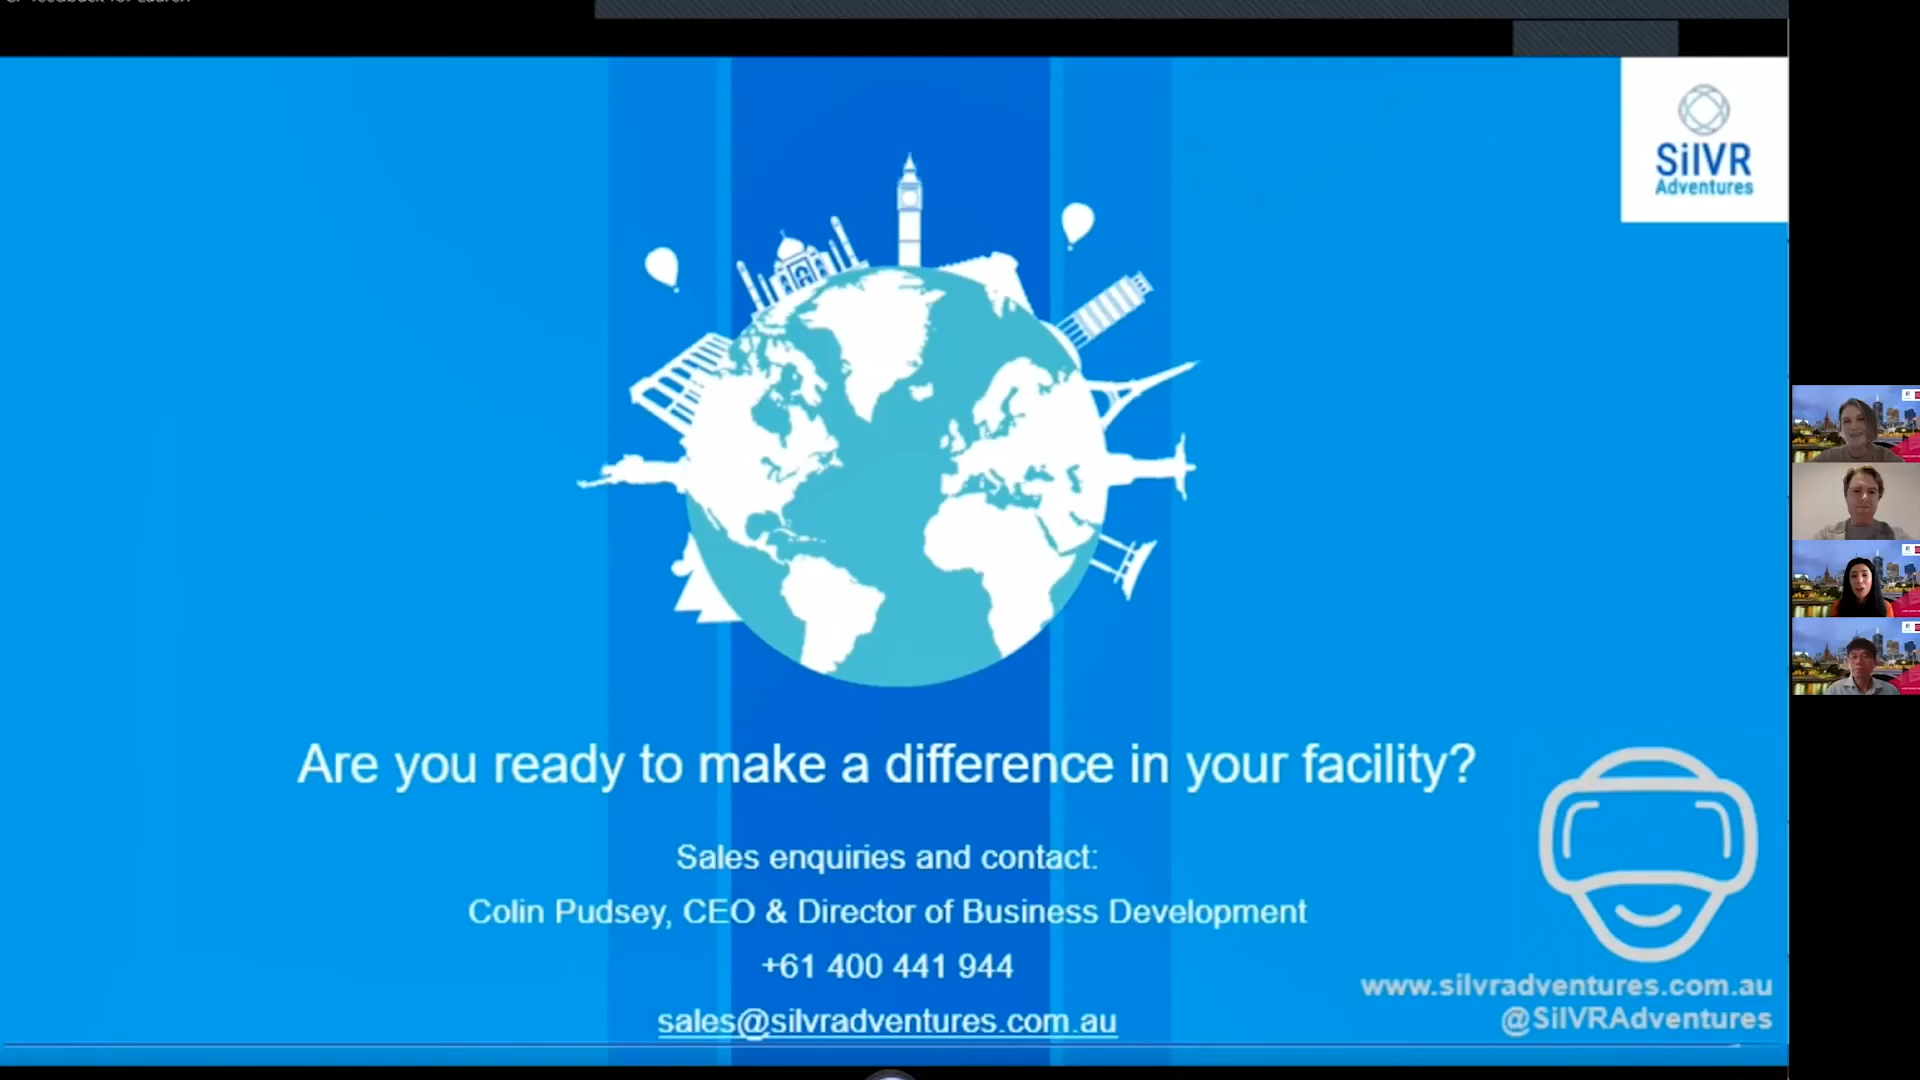 SilVR
Adventures
Are you ready to make a difference in your facility?
Sales enquiries and contact:
Colin Pudsey, CEO & Director of Business Development
+61 400 441 944
sales@silvradventures.com.au
www.silvradventures.com.au
@SilVRAdventures